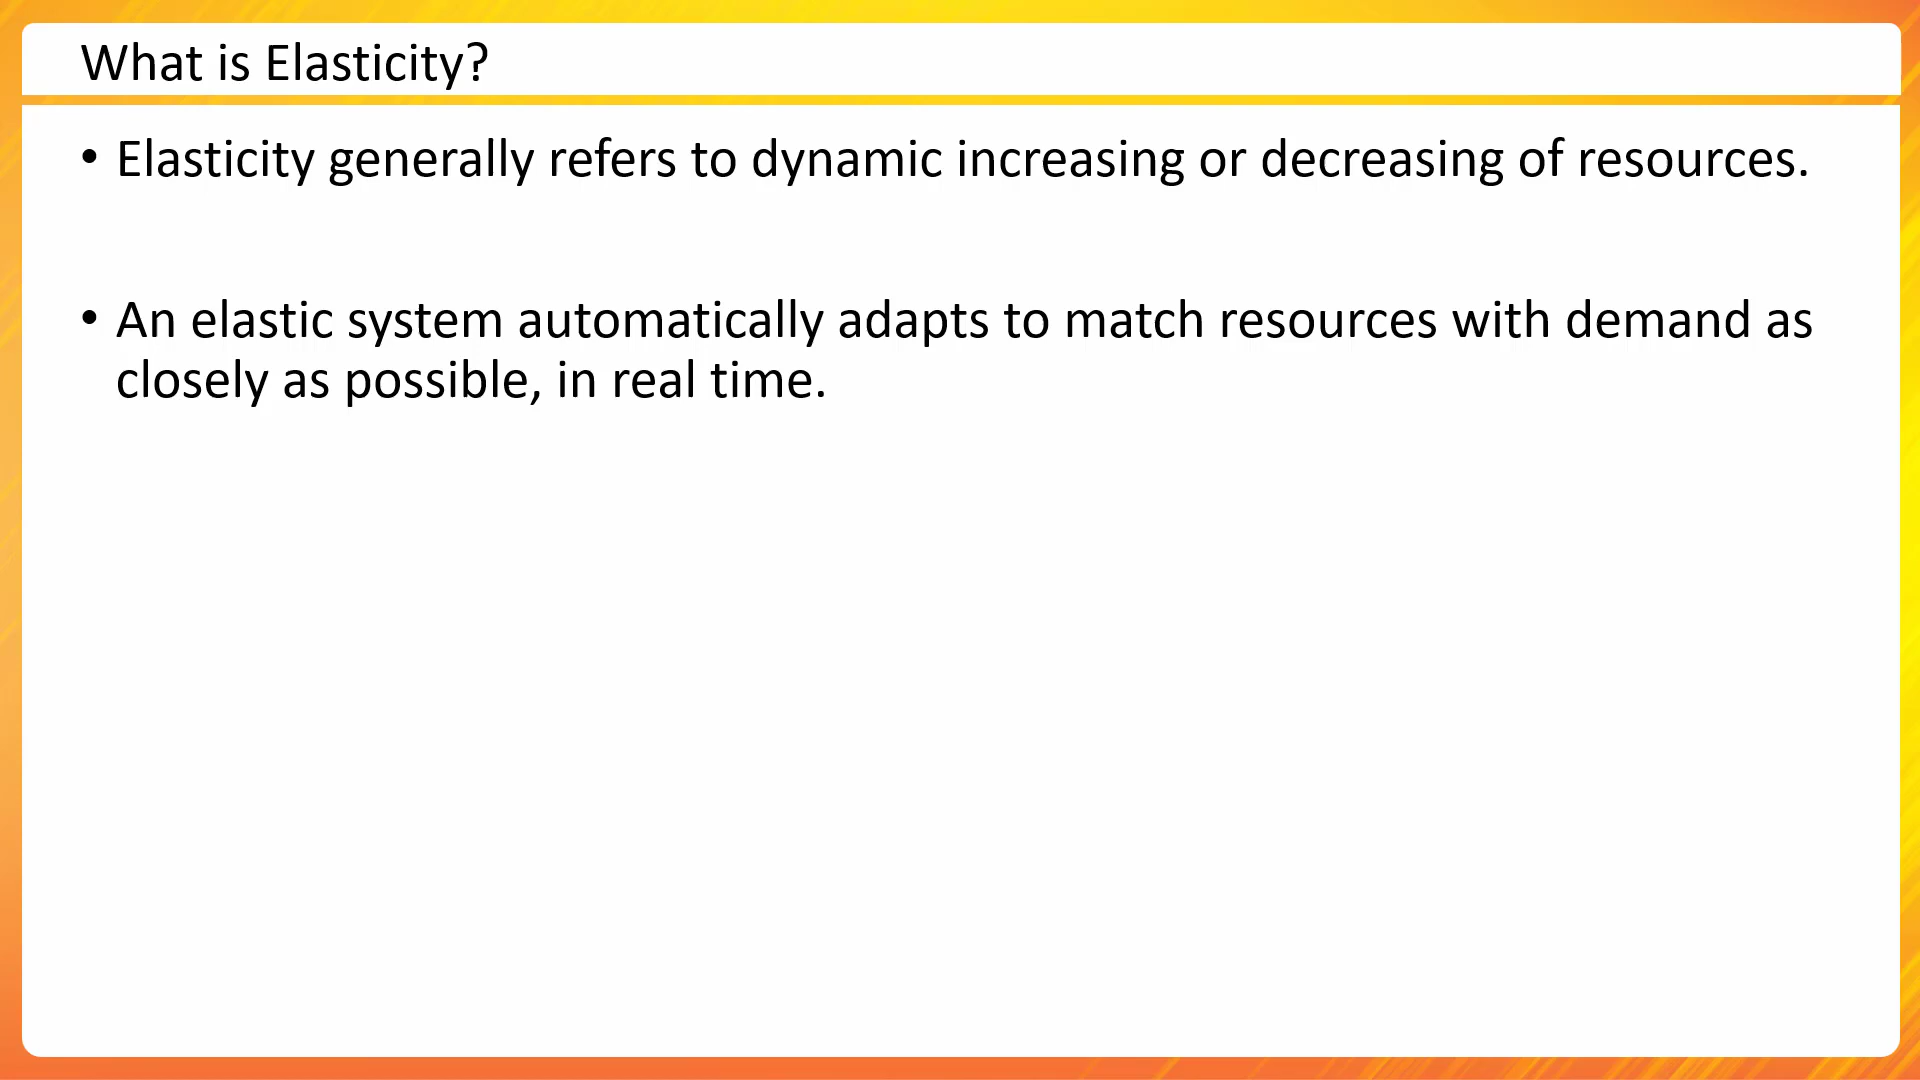 What is Elasticity?
• Elasticity generally refers to dynamic increasing or decreasing of resources.
• An elastic system automatically adapts to match resources with demand as
closely as possible, in real time.